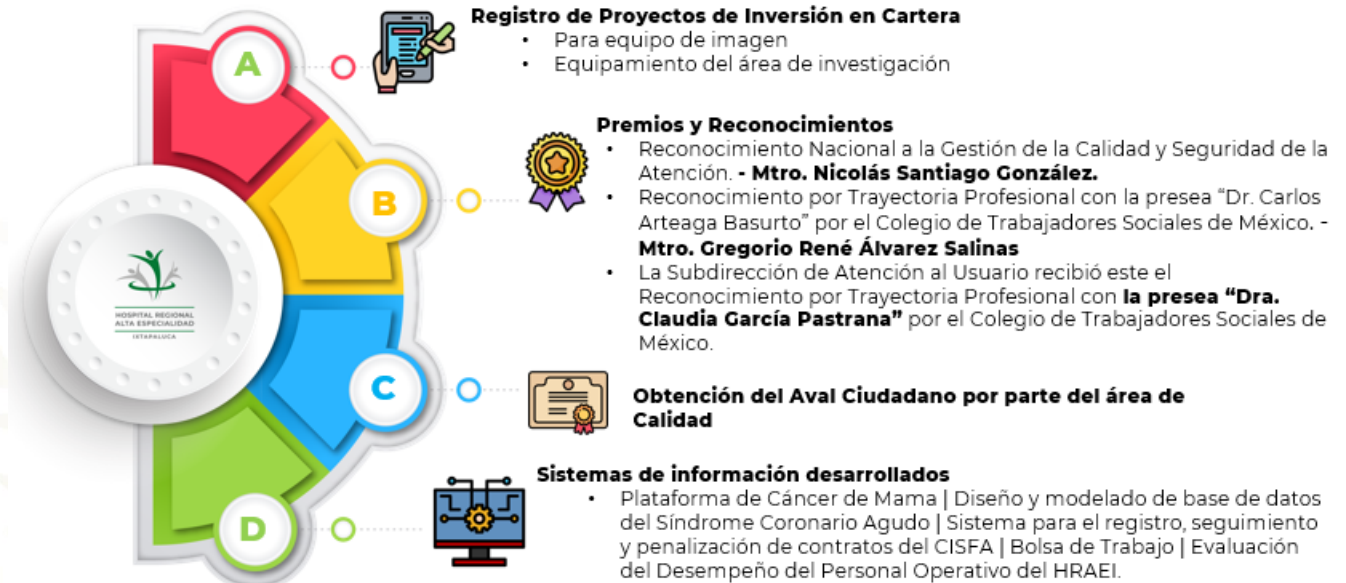 Registro de Proyectos de Inversión en Cartera
• Para equipo de imagen
• Equipamiento del área de investigación
A
Premios y Reconocimientos
• Reconocimiento Nacional a la Gestión de la Calidad y Seguridad de la
Atención. - Mtro. Nicolás Santiago González.
• Reconocimiento por Trayectoria Profesional con la presea “Dr. Carlos
Arteaga Basurto” por el Colegio de Trabajadores Sociales de México. -
Mtro. Gregorio René Álvarez Salinas
• La Subdirección de Atención al Usuario recibió este el
Reconocimiento por Trayectoria Profesional con la presea “Dra.
Claudia García Pastrana” por el Colegio de Trabajadores Sociales de
México.
B
HOSPITAL REGIONAL
ALTA ESPECIALIDAD
IXTAPALUCA
C
Obtención del Aval Ciudadano por parte del área de
Calidad
Sistemas de información desarrollados
• Plataforma de Cáncer de Mama | Diseño y modelado de base de datos
del Síndrome Coronario Agudo | Sistema para el registro, seguimiento
y penalización de contratos del CISFA | Bolsa de Trabajo | Evaluación
del Desempeño del Personal Operativo del HRAEI.
D